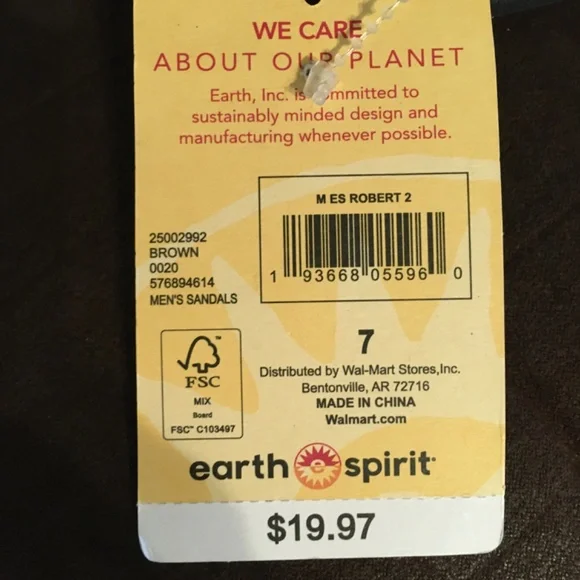 WE CARE
ABOUT OUR PLANET
Earth, Inc. is committed to
sustainably minded design and
manufacturing whenever possible.
M ES ROBERT 2
1 93668 05596 0
25002992
BROWN
0020
576894614
MEN'S SANDALS
FSC™
MIX
Board
FSC™ C103497
7
Distributed by Wal-Mart Stores,Inc.
Bentonville, AR 72716
MADE IN CHINA
Walmart.com
earth e spirit
$19.97